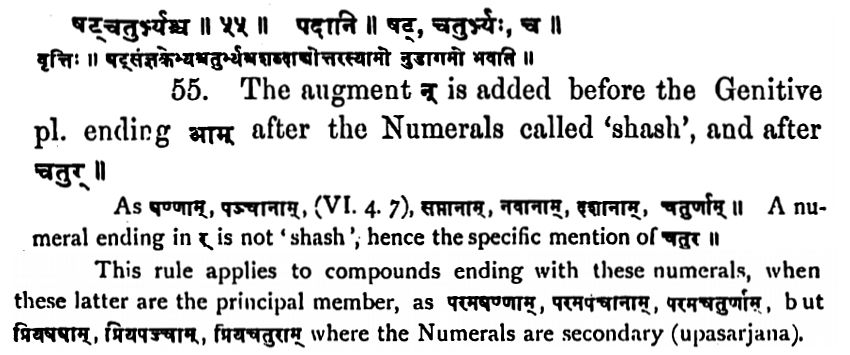 षट्चतुर्भ्यश्च ॥ ५५ ॥ पदानि ॥ षट्, चतुर्भ्यः, च ॥
वृत्तिः ॥ षट्संज्ञकेभ्यश्चतुर्भ्यश्चशब्दाच्चोत्तरस्यामो नुडागमो भवति ॥
55. The augment न् is added before the Genitive
pl. ending आम् after the Numerals called 'shash', and after
चतुर् ॥
As षण्णाम्, पञ्चानाम्, (VI. 4. 7), सप्तानाम्, नवानाम्, दशानाम्, चतुर्णाम् ॥ A nu-
meral ending in र् is not 'shash', hence the specific mention of चतुर ॥
This rule applies to compounds ending with these numerals, when
these latter are the principal member, as परमषण्णाम्, परमपंचानाम्, परमचतुर्णाम्, but
प्रियषषाम्, प्रियपञ्चाम्, प्रियचतुराम् where the Numerals are secondary (upasarjana).